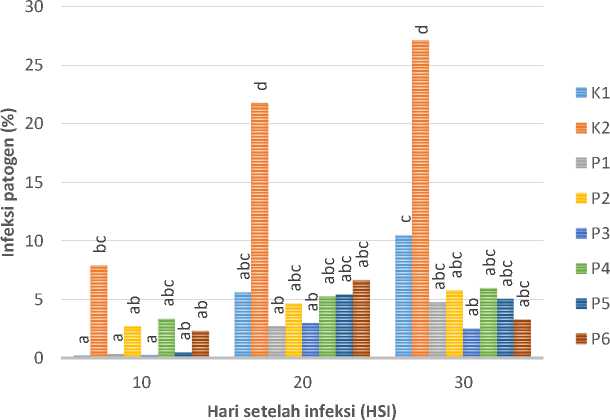 30
25
20
15
10
5
0
Infeksi patogen (%)
a bc a ab a abc ab ab
abc d ab abc ab abc abc abc
c d abc abc ab abc abc abc
10 20 30
Hari setelah infeksi (HSI)
K1
K2
P1
P2
P3
P4
P5
P6